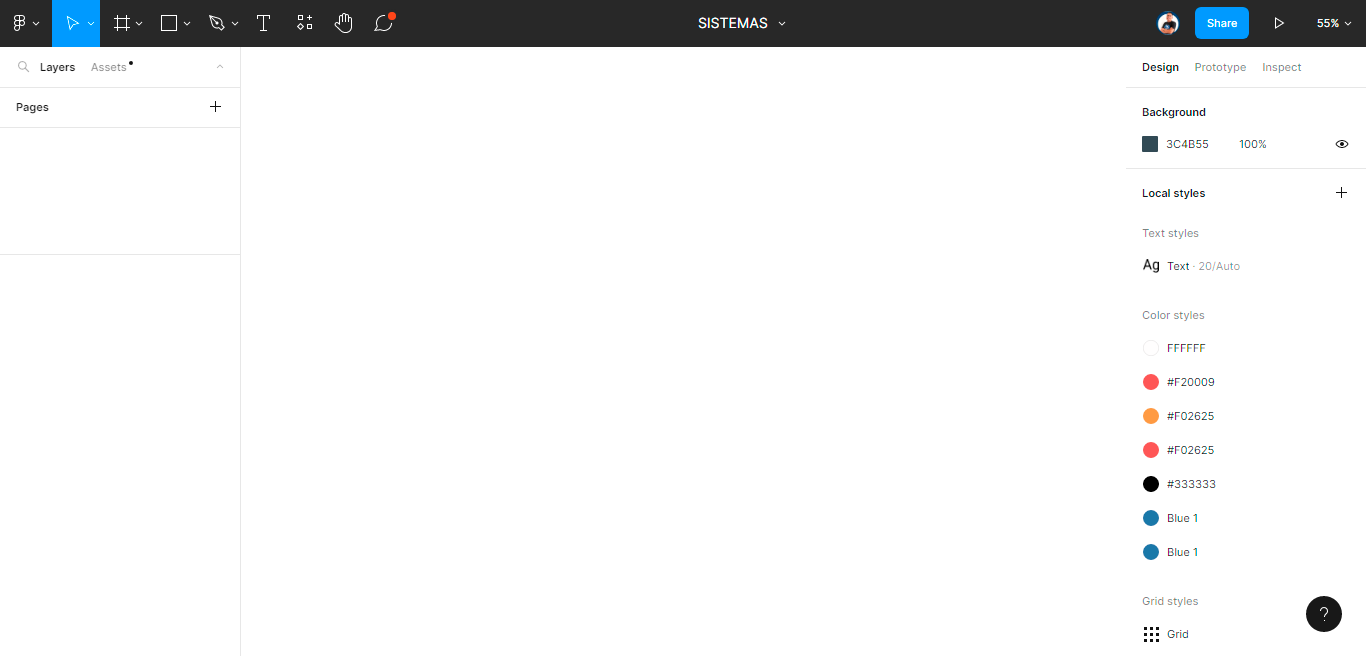 SISTEMAS
Share
55%
Layers Assets
Pages
Design Prototype Inspect
Background
3C4B55 100%
Local styles
Text styles
Ag Text · 20/Auto
Color styles
FFFFFF
#F20009
#F02625
#F02625
#333333
Blue 1
Blue 1
Grid styles
Grid
?